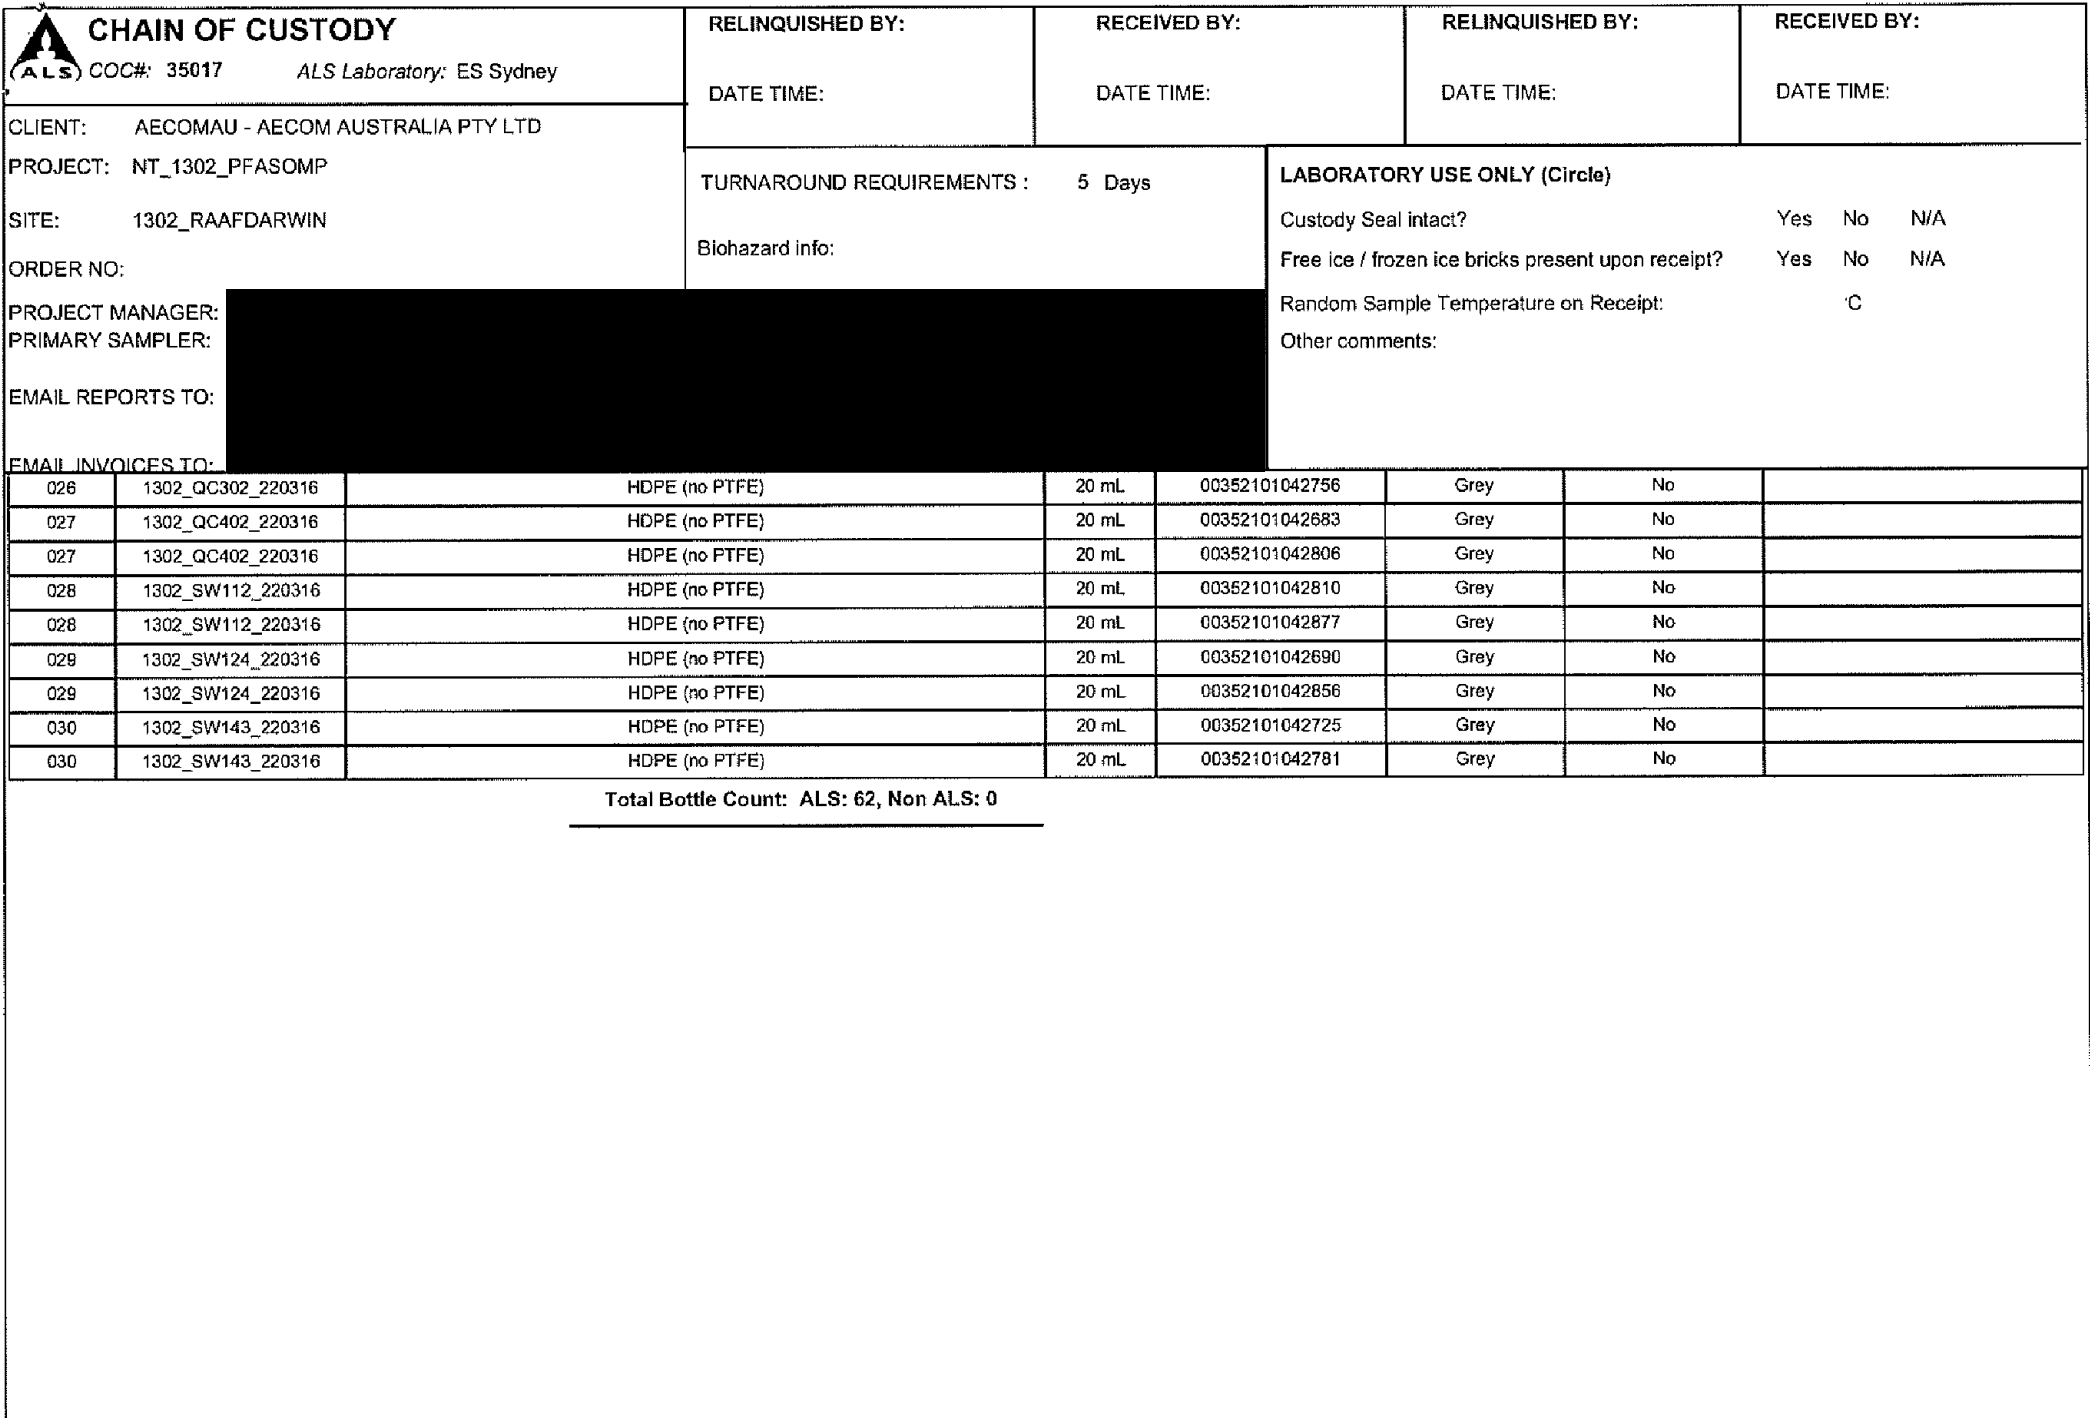 CHAIN OF CUSTODY
ALS
COC#: 35017 ALS Laboratory: ES Sydney
RELINQUISHED BY: RECEIVED BY: RELINQUISHED BY: RECEIVED BY:
DATE TIME: DATE TIME: DATE TIME: DATE TIME:
CLIENT: AECOMAU - AECOM AUSTRALIA PTY LTD
PROJECT: NT_1302_PFASOMP
SITE: 1302_RAAFDARWIN
ORDER NO:
PROJECT MANAGER:
PRIMARY SAMPLER:
EMAIL REPORTS TO:
EMAIL INVOICES TO:
TURNAROUND REQUIREMENTS : 5 Days
Biohazard info:
LABORATORY USE ONLY (Circle)
Custody Seal intact? Yes No N/A
Free ice / frozen ice bricks present upon receipt? Yes No N/A
Random Sample Temperature on Receipt: °C
Other comments:
026 1302_QC302_220316 HDPE (no PTFE) 20 mL 00352101042756 Grey No
027 1302_QC402_220316 HDPE (no PTFE) 20 mL 00352101042683 Grey No
027 1302_QC402_220316 HDPE (no PTFE) 20 mL 00352101042806 Grey No
028 1302_SW112_220316 HDPE (no PTFE) 20 mL 00352101042810 Grey No
028 1302_SW112_220316 HDPE (no PTFE) 20 mL 00352101042877 Grey No
029 1302_SW124_220316 HDPE (no PTFE) 20 mL 00352101042690 Grey No
029 1302_SW124_220316 HDPE (no PTFE) 20 mL 00352101042856 Grey No
030 1302_SW143_220316 HDPE (no PTFE) 20 mL 00352101042725 Grey No
030 1302_SW143_220316 HDPE (no PTFE) 20 mL 00352101042781 Grey No
Total Bottle Count: ALS: 62, Non ALS: 0